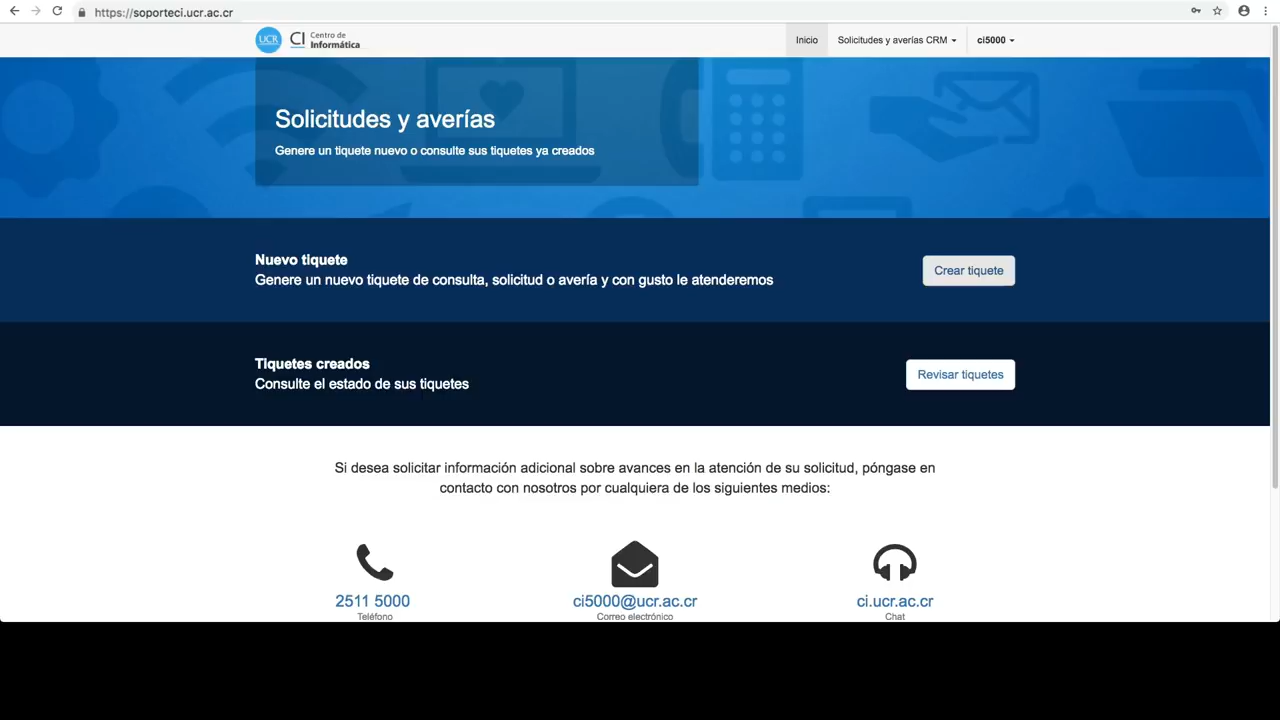 https://soporteci.ucr.ac.cr
UCR CI Centro de Informática
Inicio
Solicitudes y averías CRM
ci5000
Solicitudes y averías
Genere un tiquete nuevo o consulte sus tiquetes ya creados
Nuevo tiquete
Genere un nuevo tiquete de consulta, solicitud o avería y con gusto le atenderemos
Crear tiquete
Tiquetes creados
Consulte el estado de sus tiquetes
Revisar tiquetes
Si desea solicitar información adicional sobre avances en la atención de su solicitud, póngase en
contacto con nosotros por cualquiera de los siguientes medios:
2511 5000
Teléfono
ci5000@ucr.ac.cr
Correo electrónico
ci.ucr.ac.cr
Chat